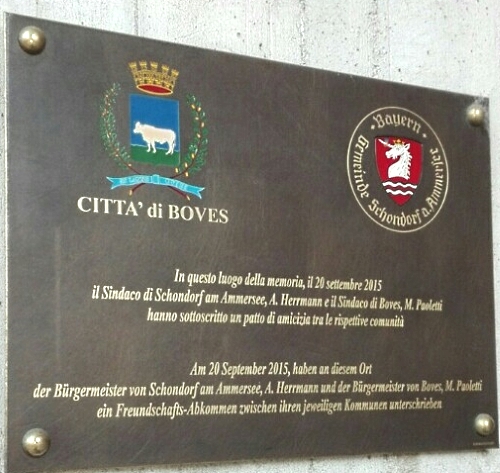 CITTA' di BOVES
· Bayern ·
Gemeinde Schondorf a. Ammersee
In questo luogo della memoria, il 20 settembre 2015
il Sindaco di Schondorf am Ammersee, A. Herrmann e il Sindaco di Boves, M. Paoletti
hanno sottoscritto un patto di amicizia tra le rispettive comunità
Am 20 September 2015, haben an diesem Ort
der Bürgermeister von Schondorf am Ammersee, A. Herrmann und der Bürgermeister von Boves, M. Paoletti
ein Freundschafts-Abkommen zwischen ihren jeweiligen Kommunen unterschrieben